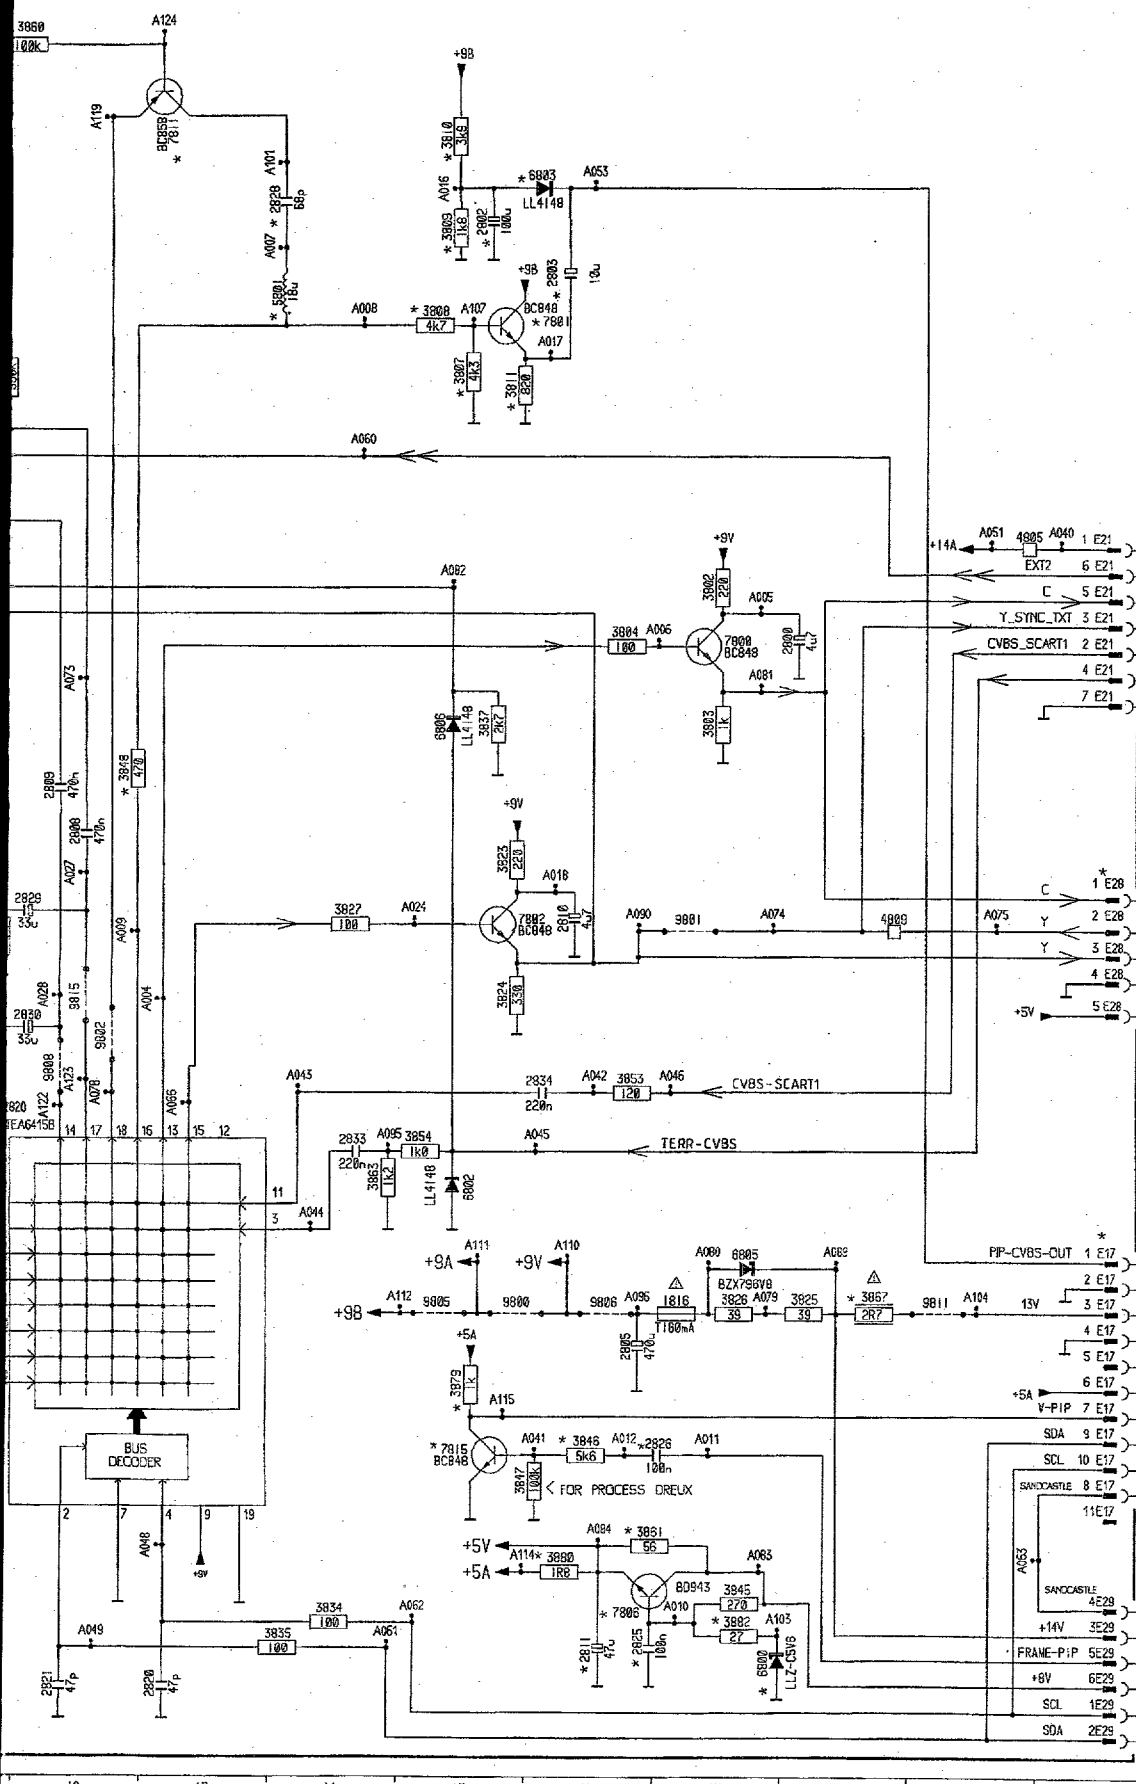 3860
100k
A124
A119
BC858
7811
*
A101
* 2828
68p
A007
* 5801
18u
+9B
* 3810
3k9
A016
* 3809
1k8
* 2802
100u
* 6803
LL4148
A053
* 2803
10u
+9B
BC848
* 7801
A008
* 3808
4k7
A107
* 3807
4k3
A017
* 3811
820
A060
A082
+9V
3802
220
A005
2800
4u7
3804
100
A006
7800
BC848
A081
3803
1k
+14A
A051
4805
A040
1 E21
EXT2
6 E21
C
5 E21
Y_SYNC_TXT
3 E21
CVBS_SCART1
2 E21
4 E21
7 E21
A073
6806
LL4148
3837
2k7
* 3848
470
2809
470n
2808
470n
A027
+9V
3823
220
A018
2810
4u7
7802
BC848
3824
330
3827
100
A024
2829
33u
A009
A090
9801
A074
4809
A075
*
C
1 E28
Y
2 E28
Y
3 E28
4 E28
+5V
5 E28
A028
9815
A004
2830
33u
9808
A123
9802
A078
A122
A066
A043
2834
220n
A042
3853
120
A046
CVBS-SCART1
7820
TEA6415B
14
17
18
16
13
15
12
2833
220n
A095
3854
1k0
3863
1k2
A045
TERR-CVBS
LL4148
6802
11
3
A044
+9A
A111
+9V
A110
A080
6805
BZX796V8
A089
*
PIP-CVBS-OUT
1 E17
2 E17
+9B
A112
9805
9800
9806
A096
1816
T160mA
3826
39
A079
3825
39
* 3867
2R7
9811
A104
13V
3 E17
2805
470u
4 E17
5 E17
+5A
6 E17
+5A
* 3879
1k
A115
V-PIP
7 E17
SDA
9 E17
SCL
10 E17
SANDCASTLE
8 E17
11E17
* 7815
BC848
A041
* 3846
5k6
A012
*2826
100n
A011
3847
100k
< FOR PROCESS DREUX
BUS
DECODER
2
7
4
9
19
A048
+9V
+5V
A084
* 3861
56
+5A
A114
* 3880
1R8
A083
BD943
* 7806
A010
3845
270
* 3882
27
A103
* 2811
47u
* 2825
100n
* 6800
LLZ-C5V6
A063
SANDCASTLE
4E29
+14V
3E29
FRAME-PIP
5E29
+8V
6E29
SCL
1E29
SDA
2E29
3834
100
A062
A049
3835
100
A061
2821
47p
2820
47p